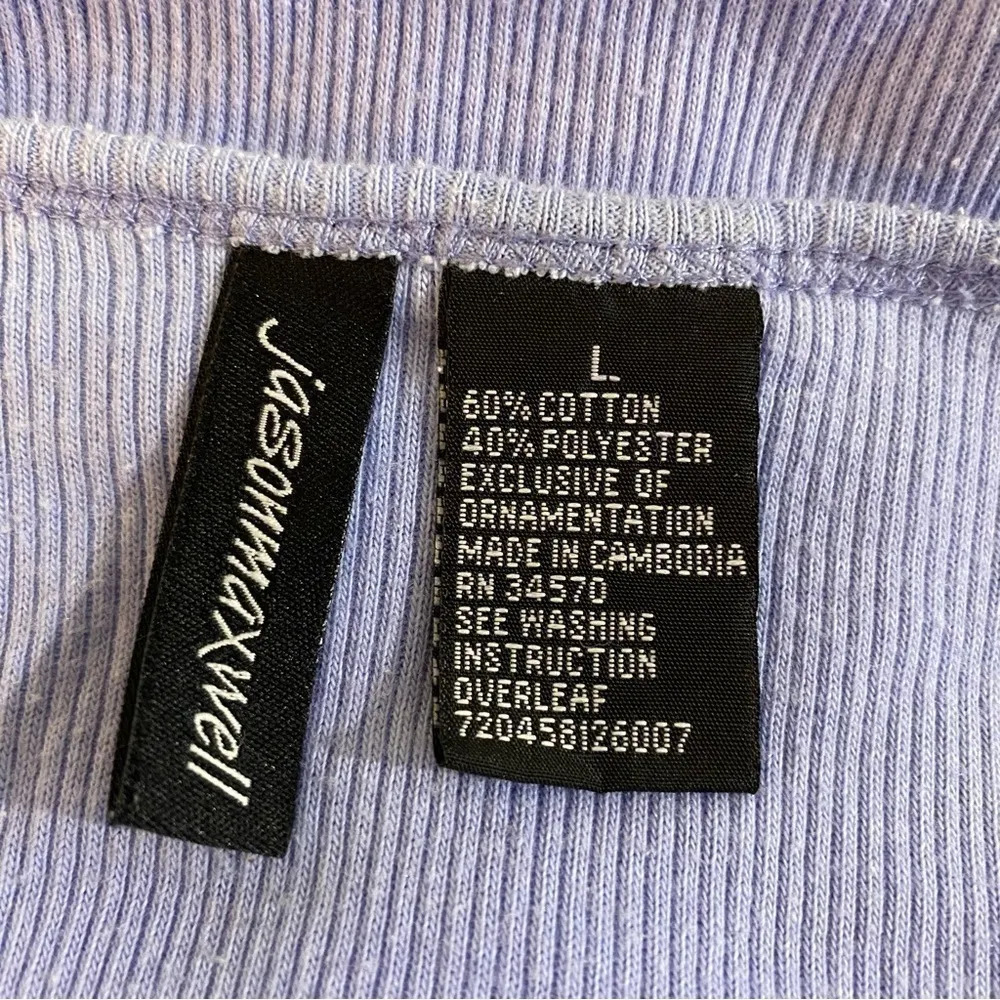 jasonmaxwell
L.
60% COTTON
40% POLYESTER
EXCLUSIVE OF
ORNAMENTATION
MADE IN CAMBODIA
RN 34570
SEE WASHING
INSTRUCTION
OVERLEAF
720458126007